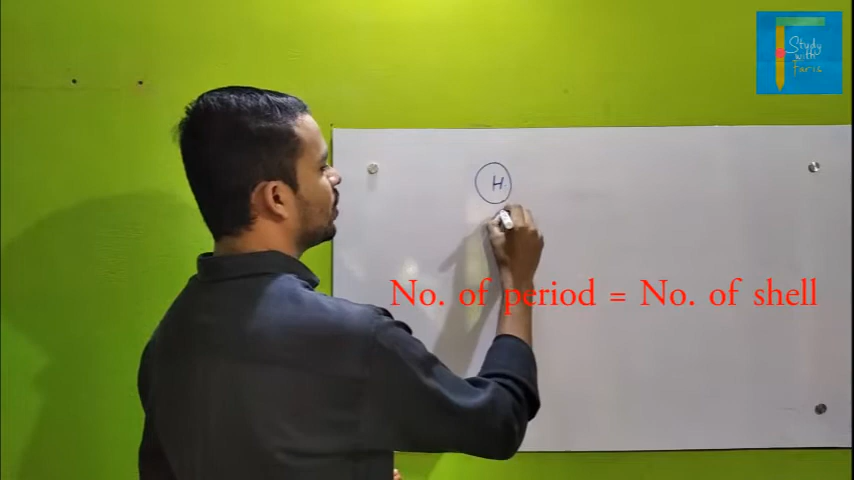 Study
with
Faris
H
No. of period = No. of shell